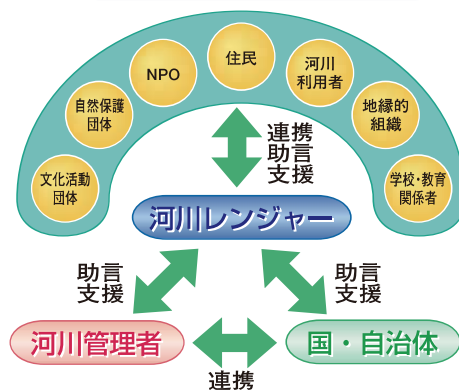 住民
NPO
河川
利用者
自然保護
団体
地縁的
組織
文化活動
団体
学校・教育
関係者
連携
助言
支援
河川レンジャー
助言
支援
助言
支援
河川管理者
国・自治体
連携